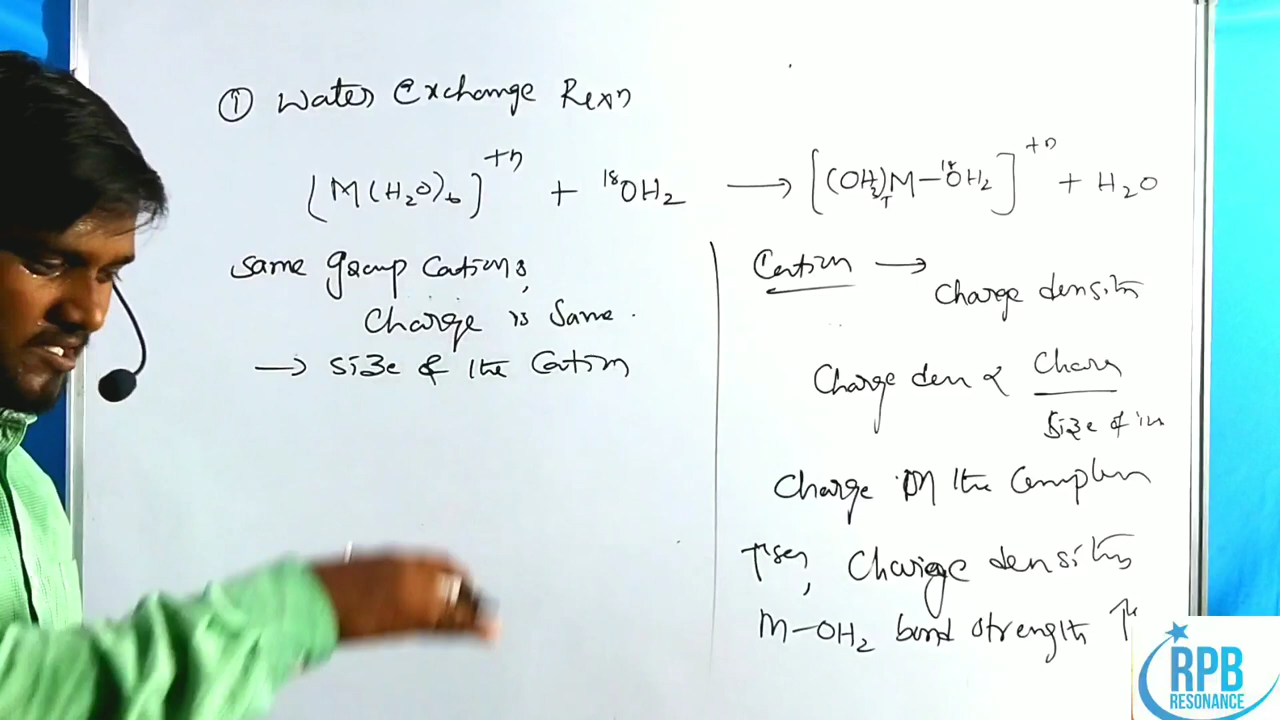 ① Water Exchange Rexn
[M(H₂O)₆]⁺ⁿ + ¹⁸OH₂ → [(OH₂)₅M–¹⁸OH₂]⁺ⁿ + H₂O
Same group Cations,
Charge is Same.
→ Size of the Cation
Cation → Charge density
Charge den ∝ Charg / Size of ion
Charge on the Complex
↑ses, Charge density
M–OH₂ bond strength ↑
RPB
RESONANCE